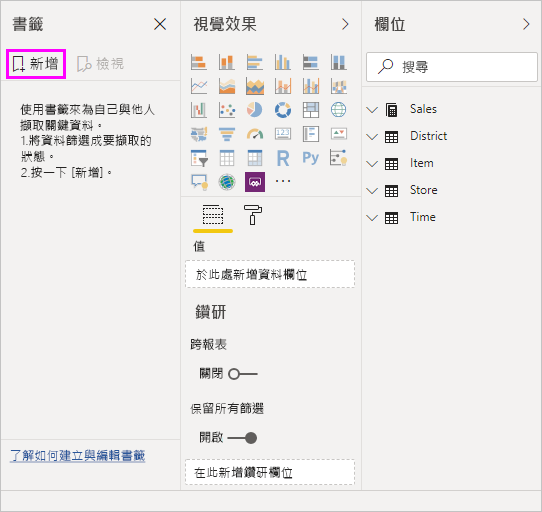 書籤
新增
檢視
使用書籤來為自己與他人
擷取關鍵資料。
1.將資料篩選成要擷取的
狀態。
2.按一下 [新增]。
了解如何建立與編輯書籤
視覺效果
123
R
Py
值
於此處新增資料欄位
鑽研
跨報表
關閉
保留所有篩選
開啟
在此新增鑽研欄位
欄位
搜尋
Sales
District
Item
Store
Time